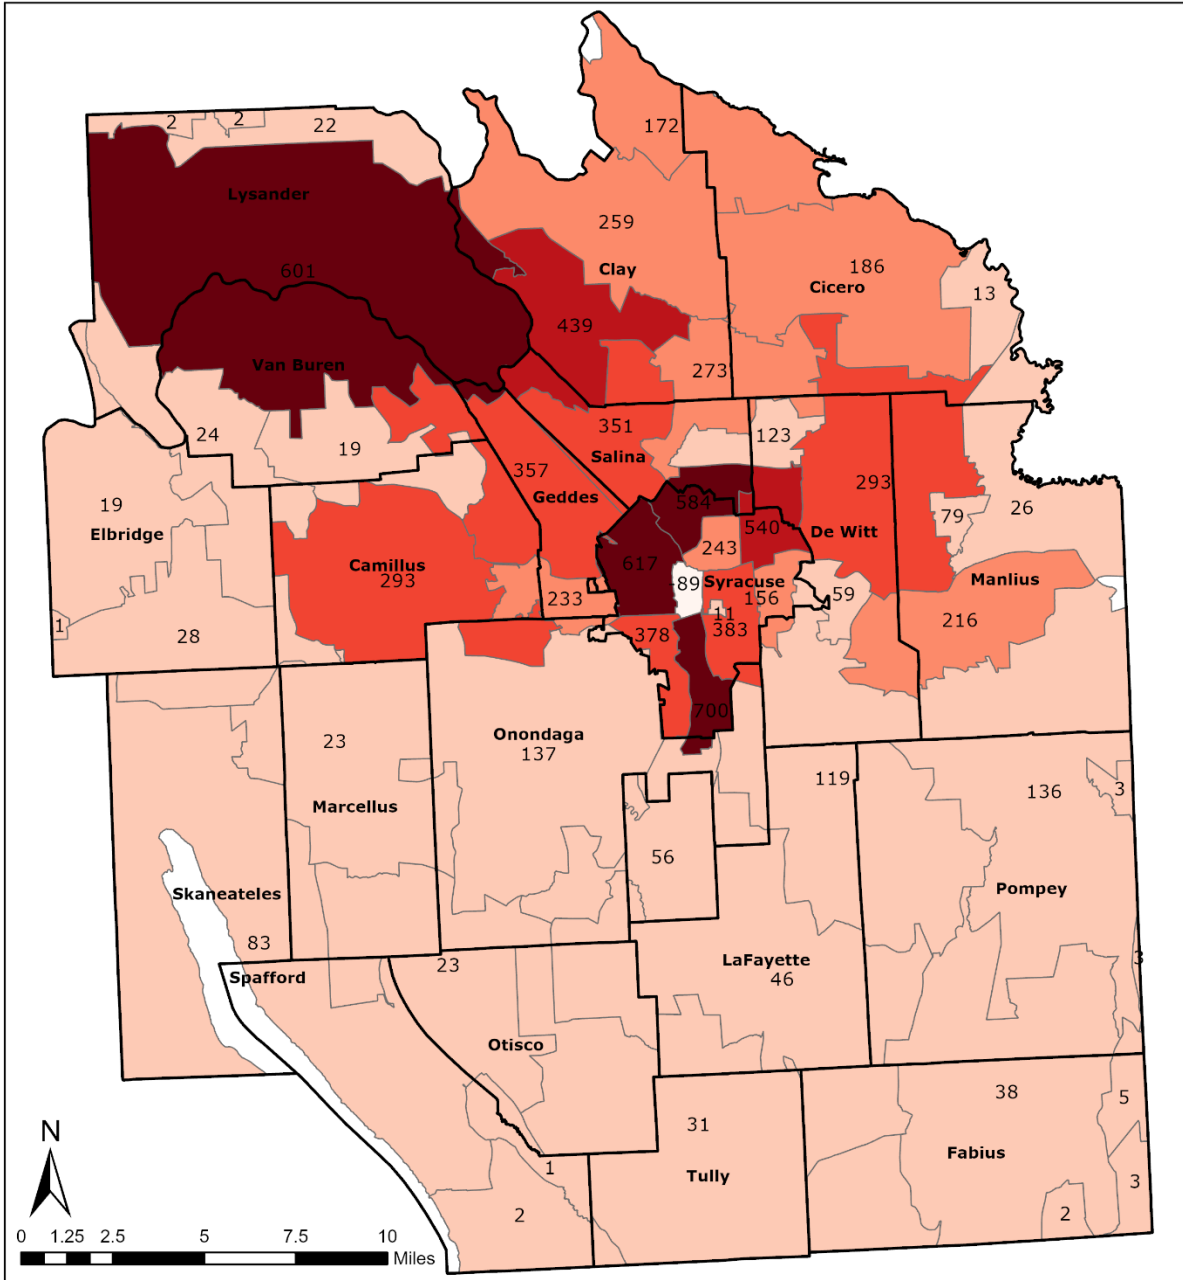 2 2 22
172
Lysander
259
Clay
186
Cicero
13
601
439
Van Buren
273
24
19
351
Salina
123
357
Geddes
293
De Witt
19
Elbridge
584
540
26
79
Camillus
293
243
617
89
Syracuse
Manlius
233
156
59
11
1
28
378
383
216
700
23
Onondaga
137
119
136
3
Marcellus
56
Skaneateles
Pompey
83
Spafford
23
LaFayette
46
3
Otisco
38
5
31
N
1
Tully
Fabius
3
2
2
0 1.25 2.5 5 7.5 10
Miles